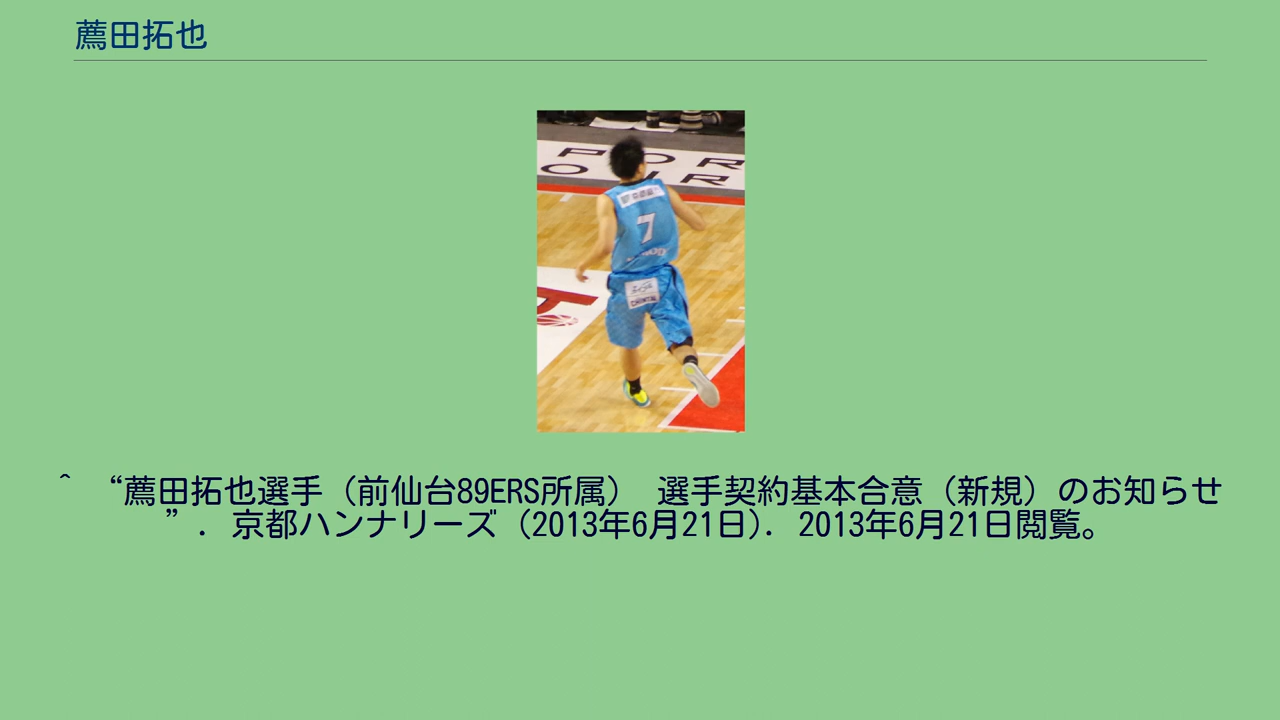 薦田拓也
POR
OUR
7
^ “薦田拓也選手（前仙台89ERS所属） 選手契約基本合意（新規）のお知らせ
”. 京都ハンナリーズ (2013年6月21日). 2013年6月21日閲覧。